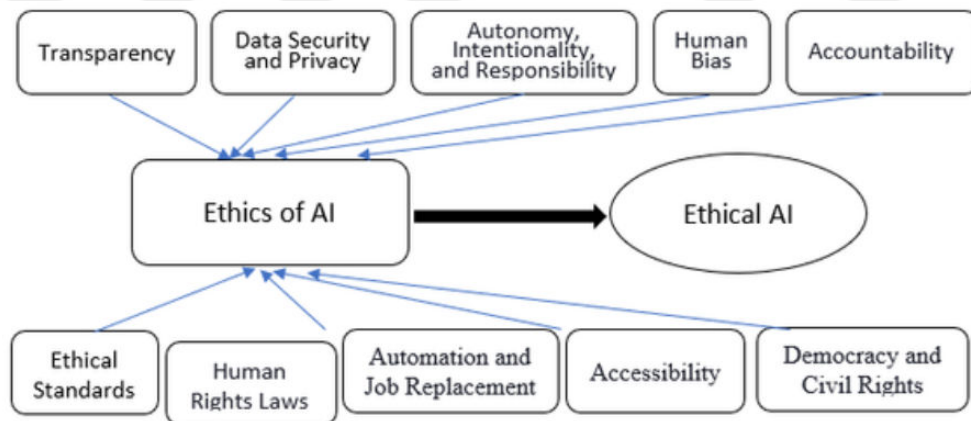 Transparency
Data Security
and Privacy
Autonomy,
Intentionality,
and Responsibility
Human
Bias
Accountability
Ethics of AI
Ethical AI
Ethical
Standards
Human
Rights Laws
Automation and
Job Replacement
Accessibility
Democracy and
Civil Rights